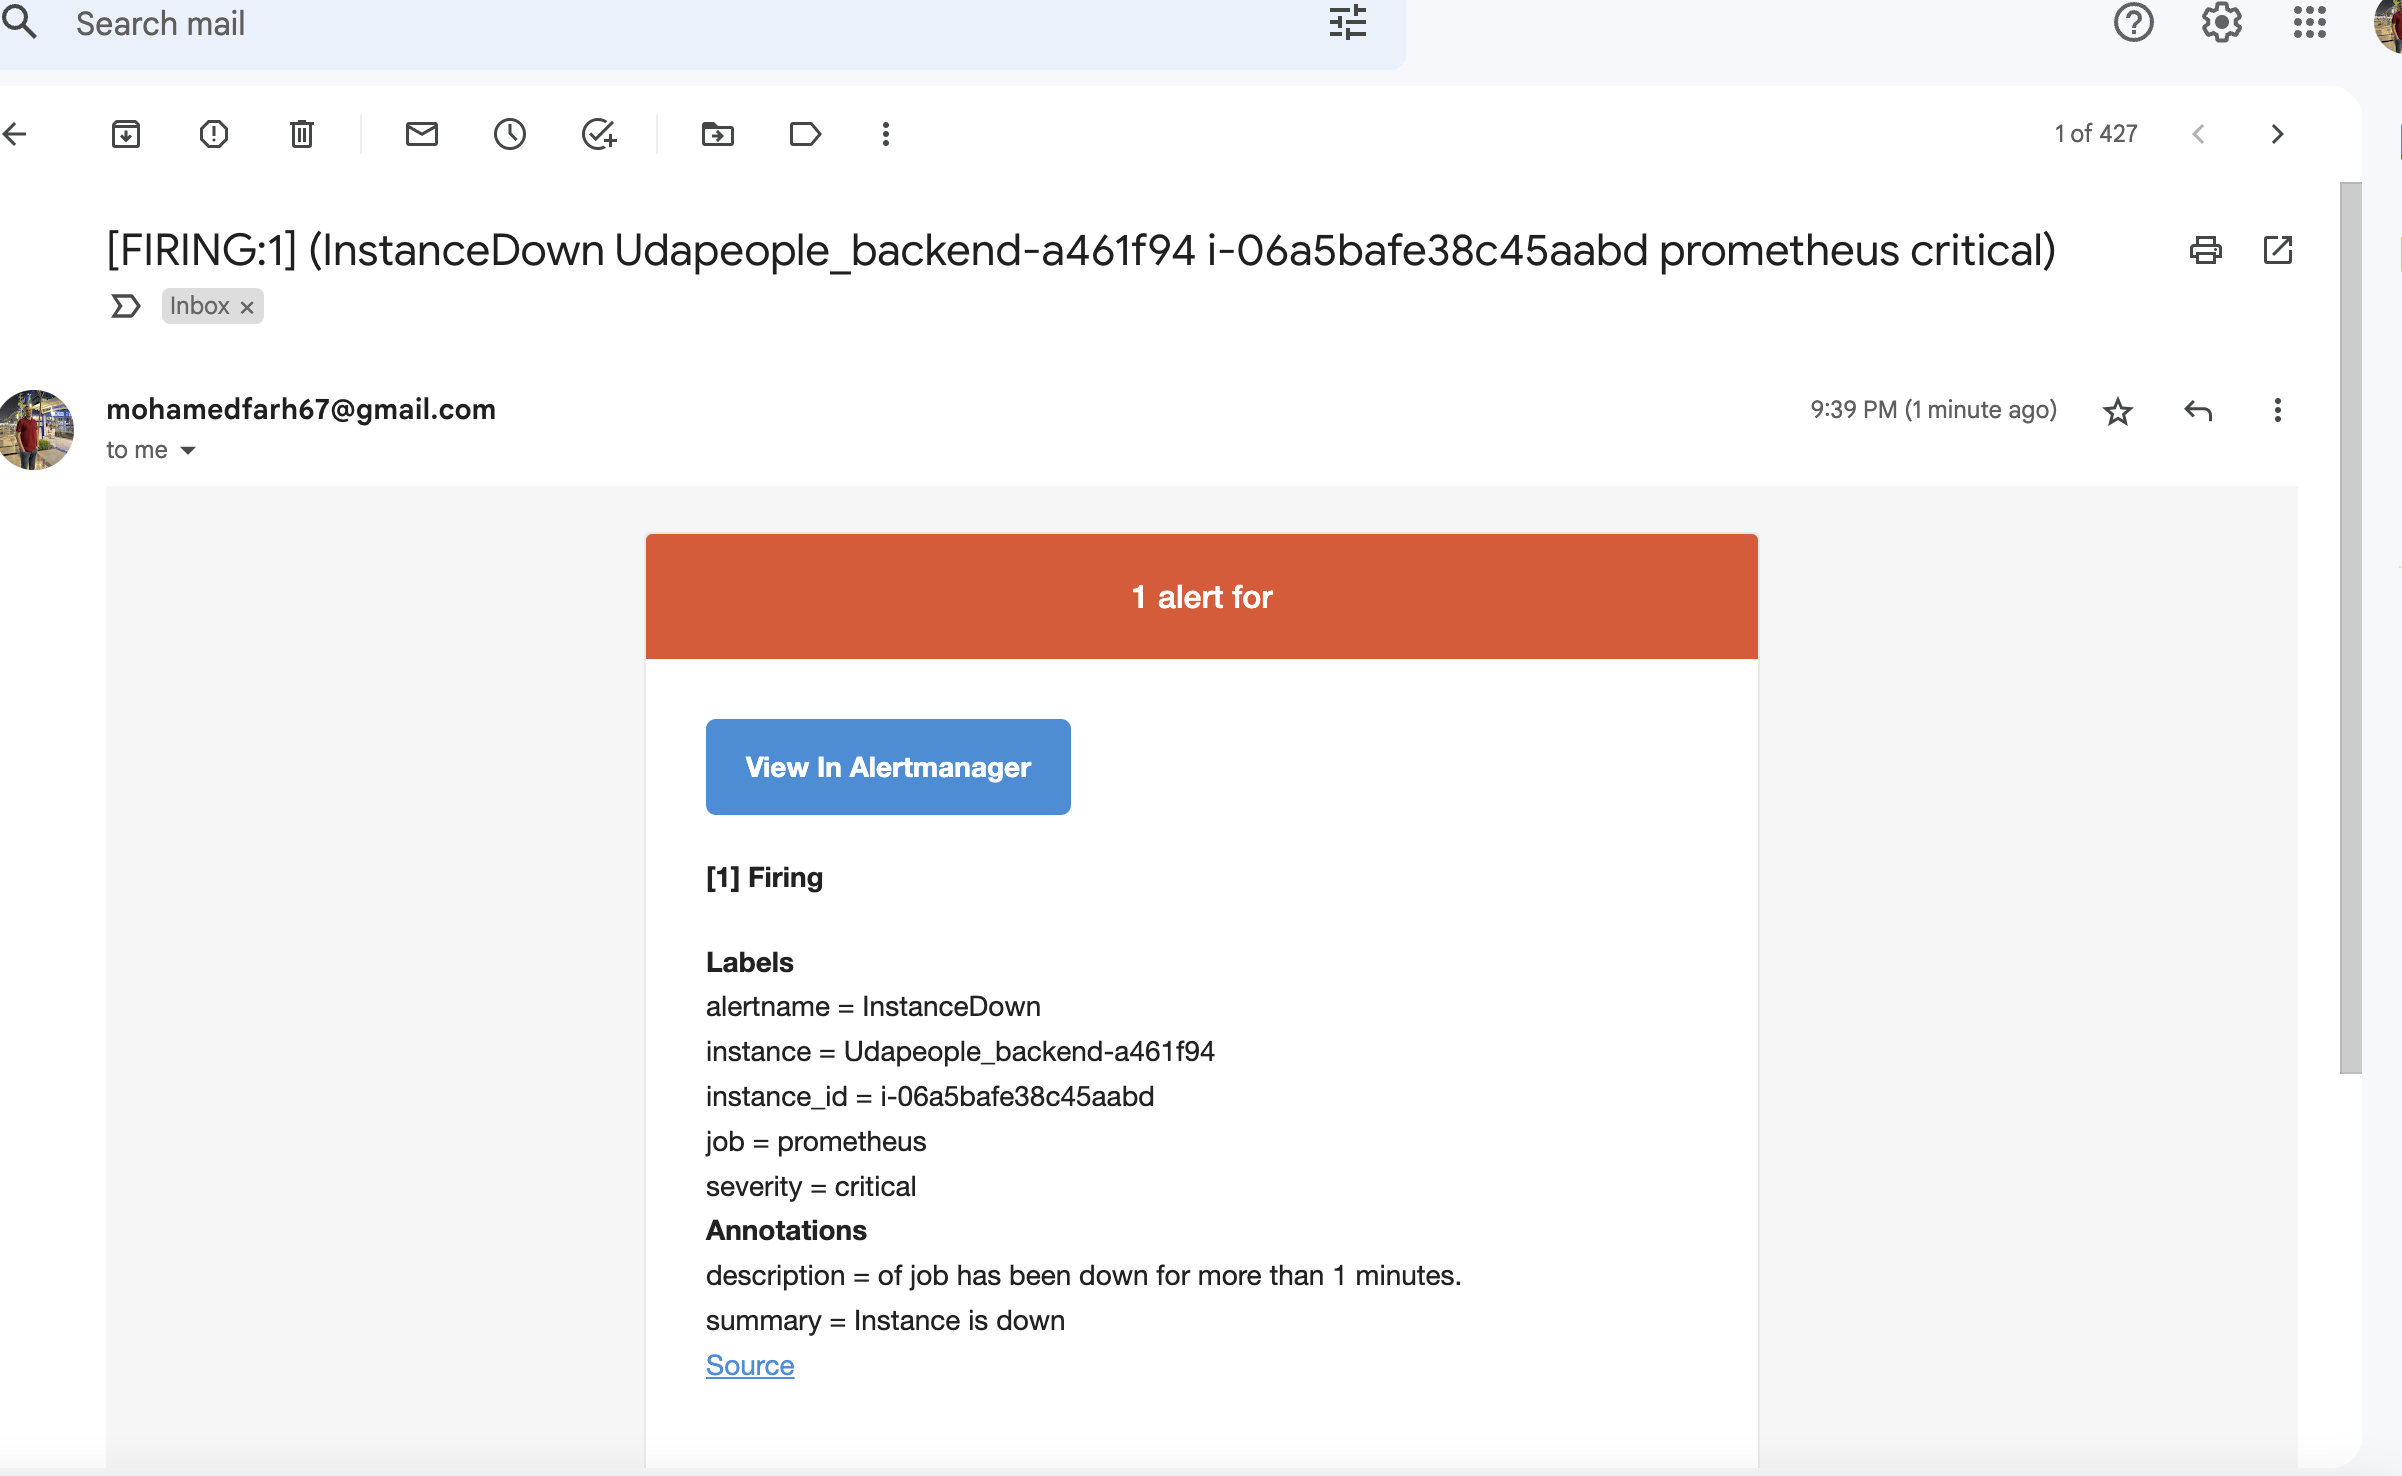 Search mail
1 of 427
[FIRING:1] (InstanceDown Udapeople_backend-a461f94 i-06a5bafe38c45aabd prometheus critical)
Inbox ×
mohamedfarh67@gmail.com
9:39 PM (1 minute ago)
to me
1 alert for
View In Alertmanager
[1] Firing
Labels
alertname = InstanceDown
instance = Udapeople_backend-a461f94
instance_id = i-06a5bafe38c45aabd
job = prometheus
severity = critical
Annotations
description = of job has been down for more than 1 minutes.
summary = Instance is down
Source